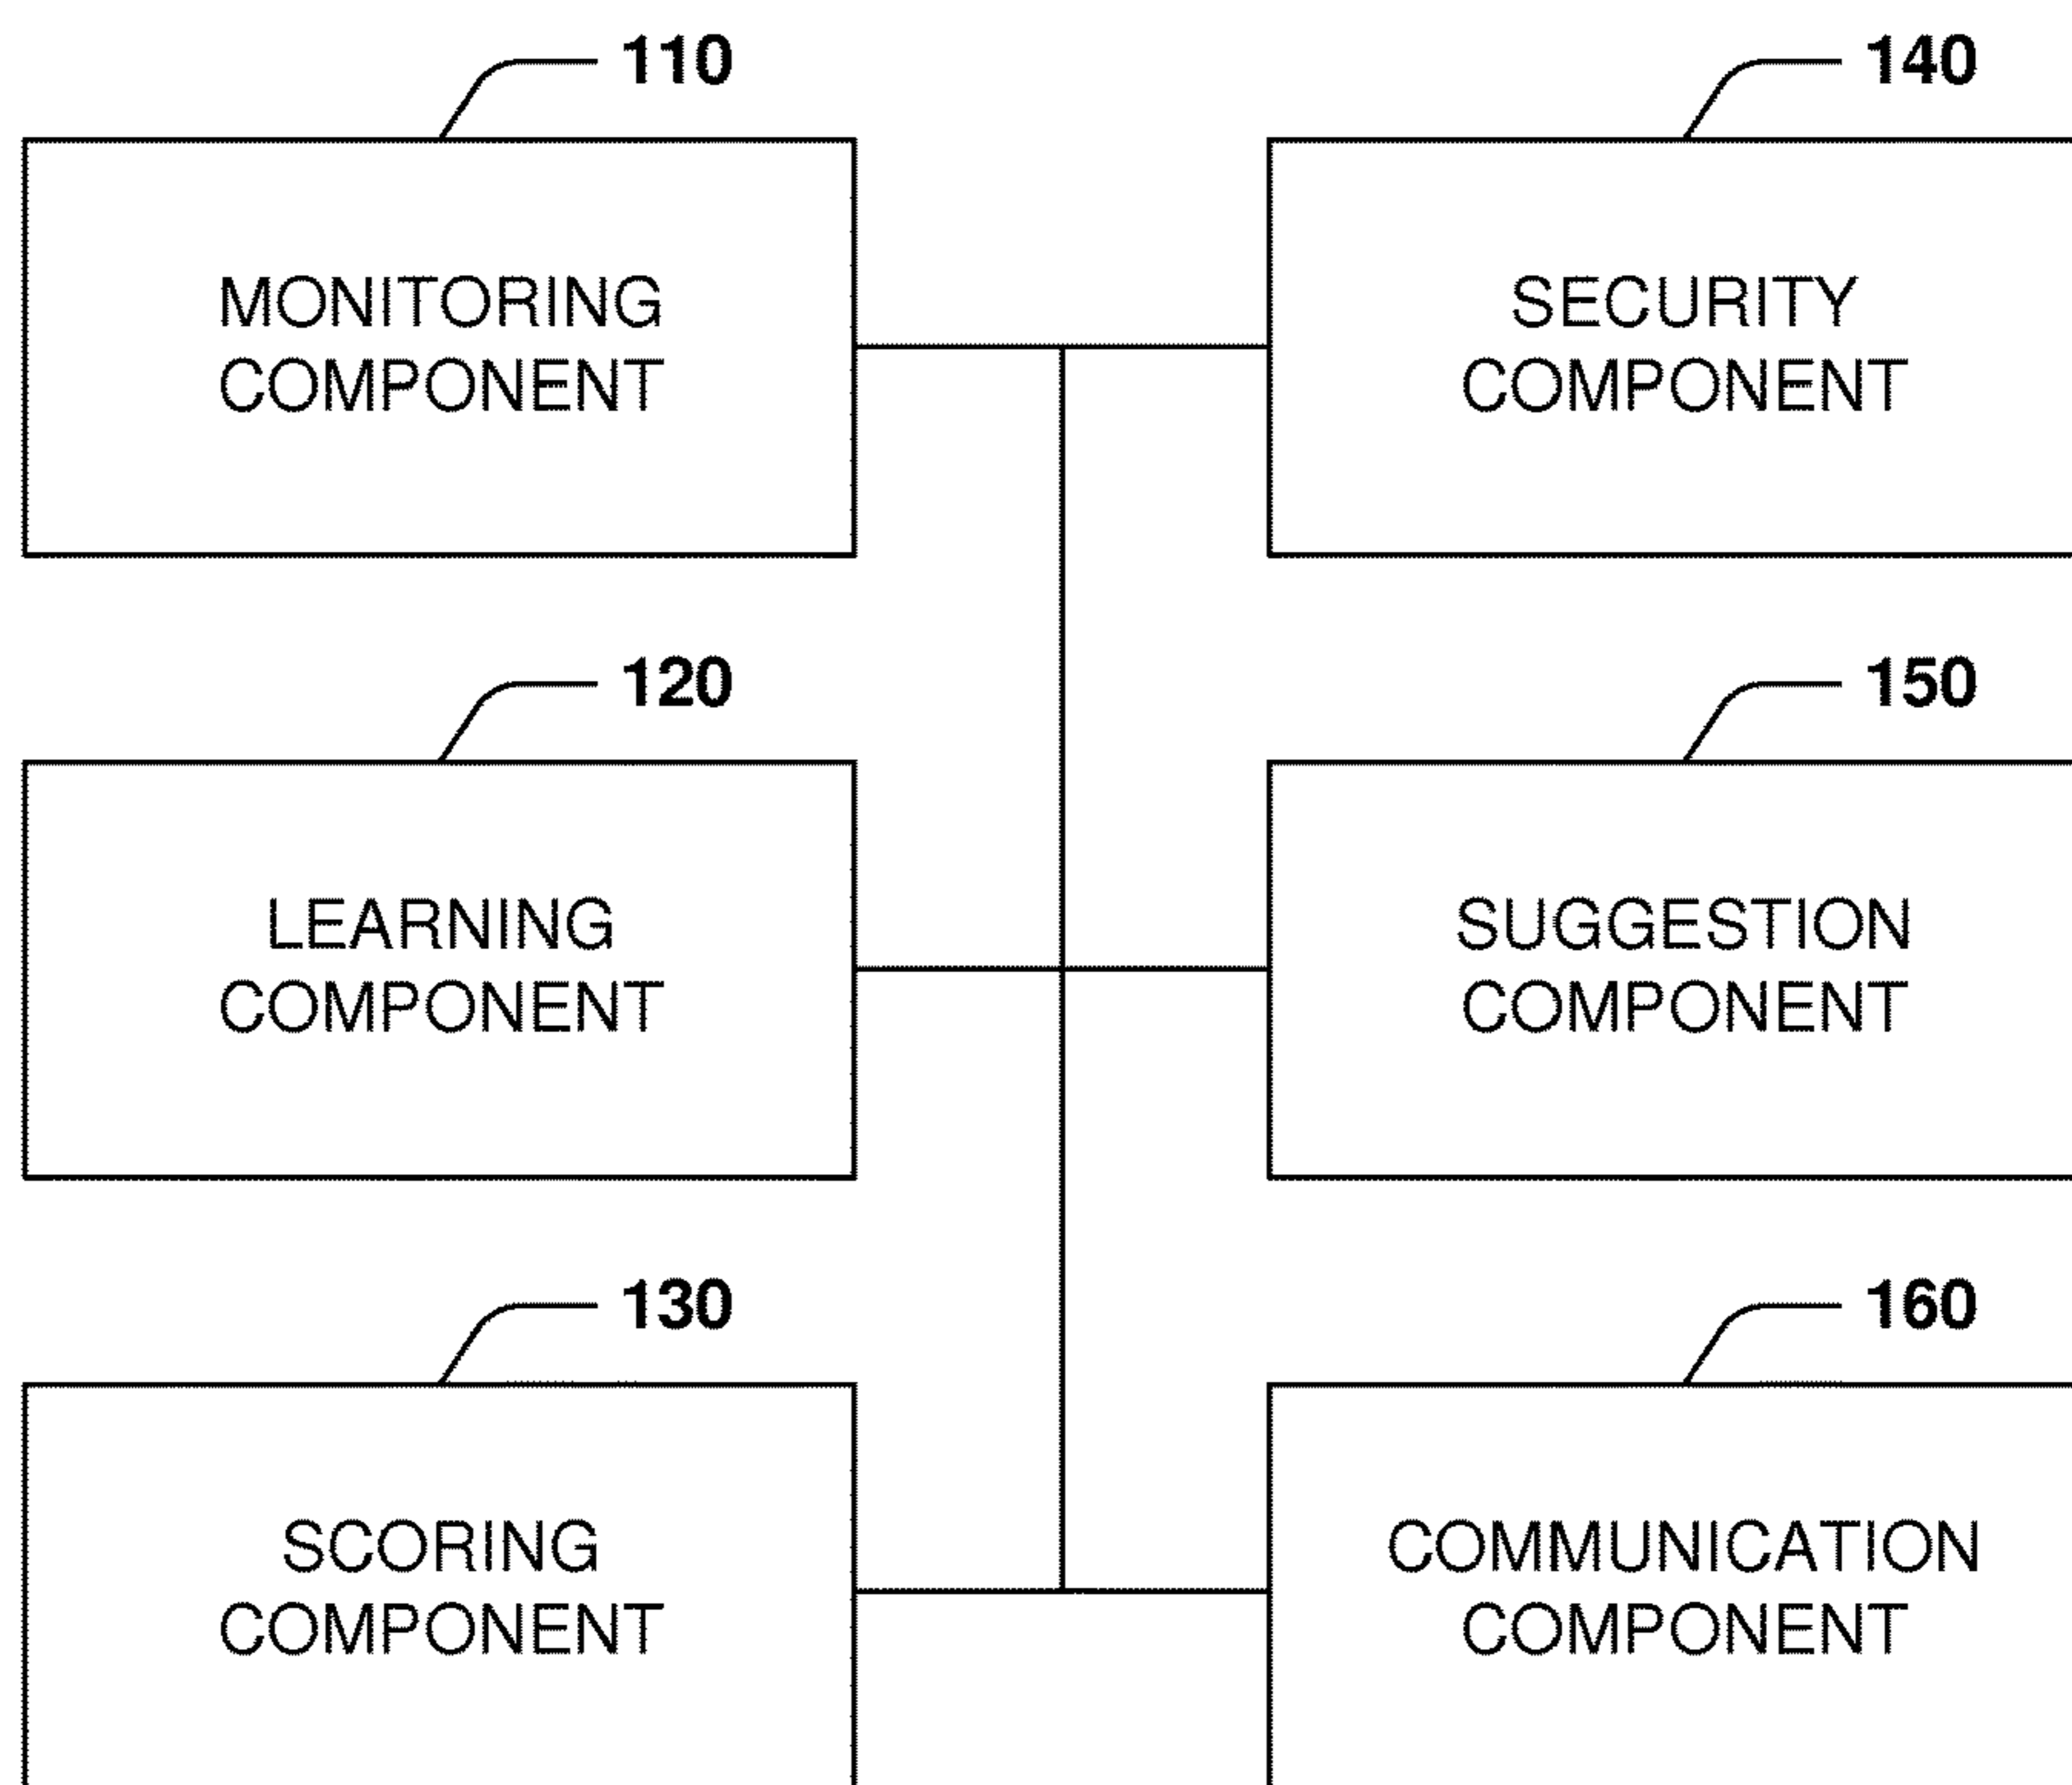 110
MONITORING
COMPONENT
140
SECURITY
COMPONENT
120
LEARNING
COMPONENT
150
SUGGESTION
COMPONENT
130
SCORING
COMPONENT
160
COMMUNICATION
COMPONENT